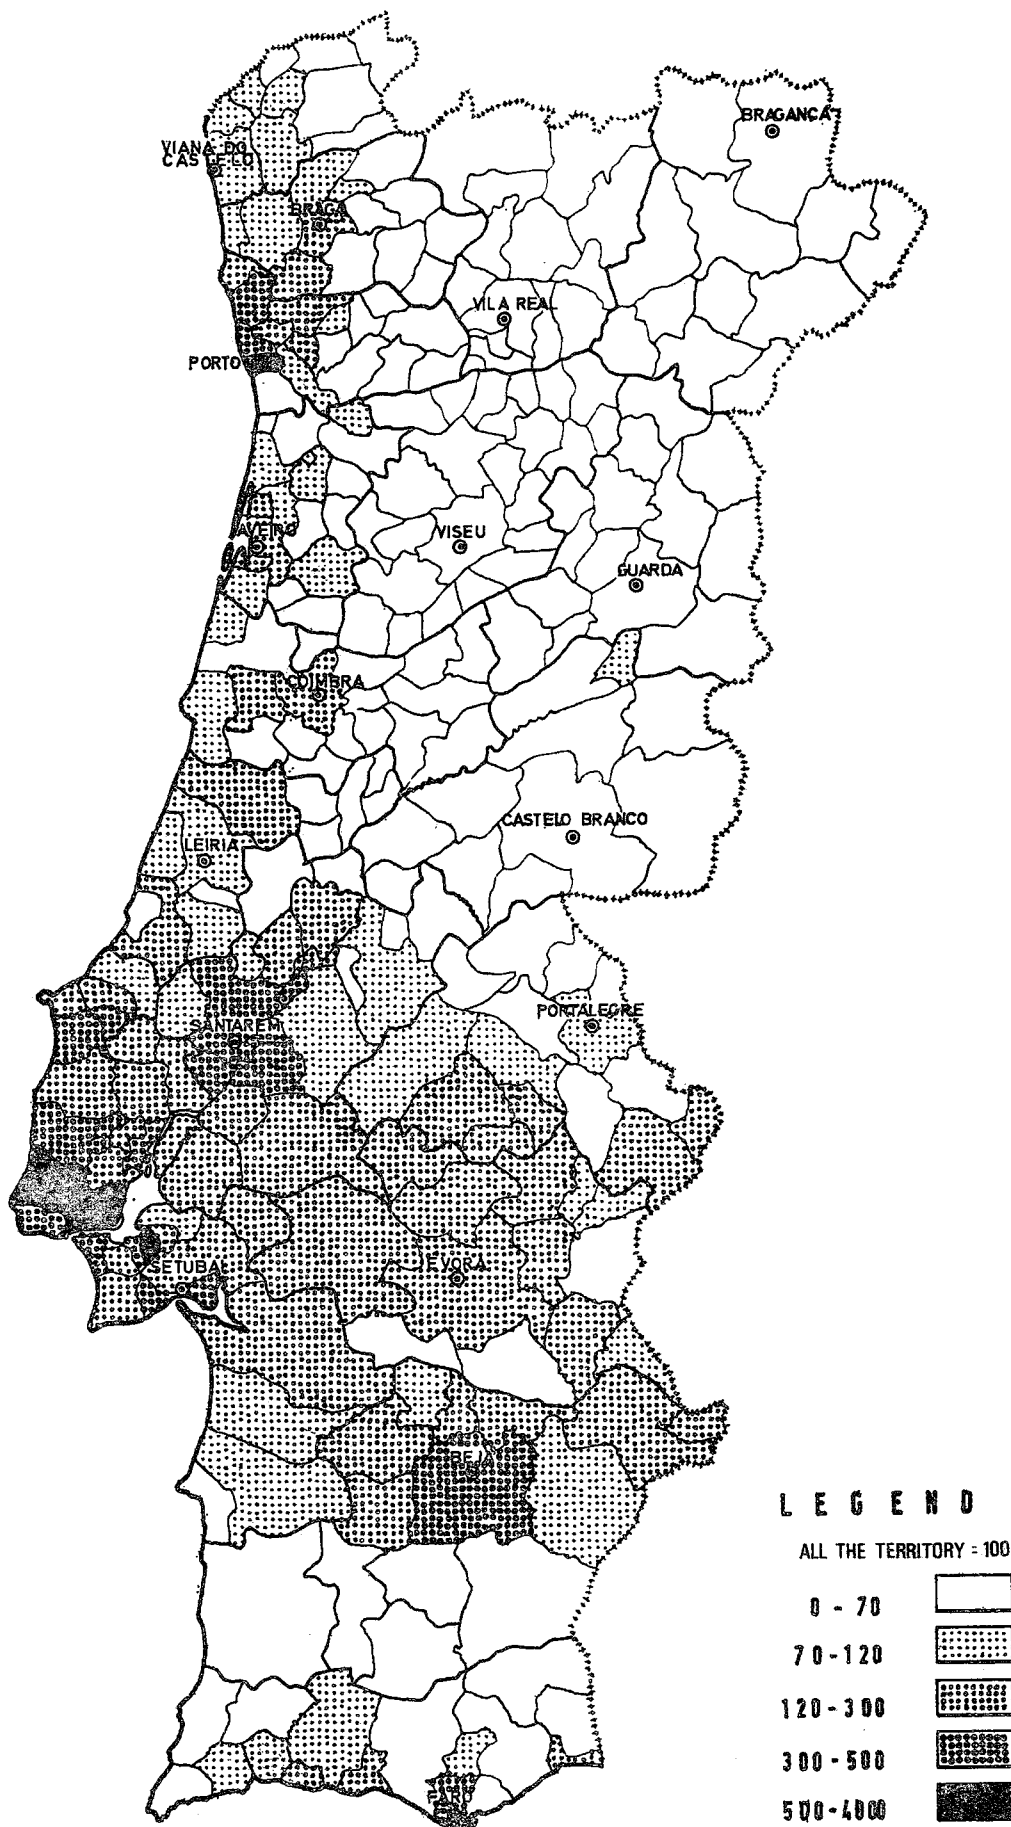 BRAGANCA
VIANA DO
CASTELO
BRAGA
VILA REAL
PORTO
AVEIRO
VISEU
GUARDA
COIMBRA
CASTELO BRANCO
LEIRIA
PORTALEGRE
SANTAREM
SETUBAL
EVORA
BEJA
FARO
LEGEND
ALL THE TERRITORY = 100
0 - 70
70-120
120-300
300-500
500-4000